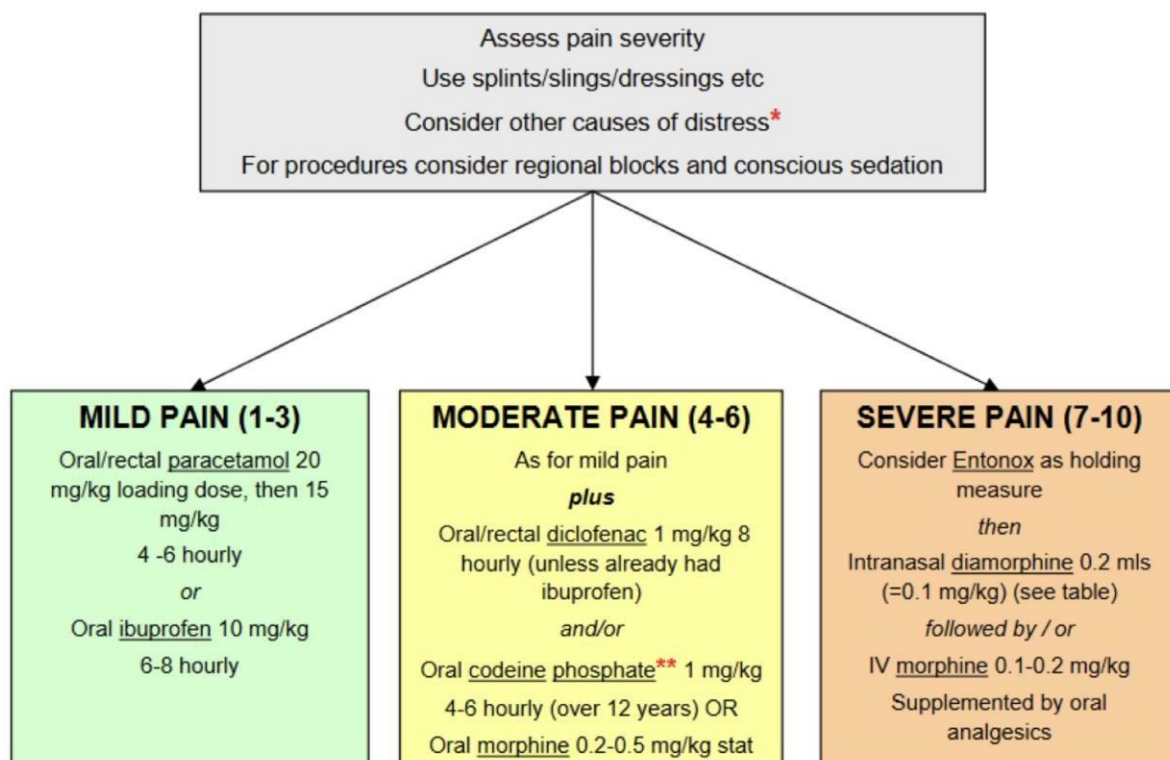 Assess pain severity
Use splints/slings/dressings etc
Consider other causes of distress*
For procedures consider regional blocks and conscious sedation
MILD PAIN (1-3)
Oral/rectal paracetamol 20
mg/kg loading dose, then 15
mg/kg
4 -6 hourly
or
Oral ibuprofen 10 mg/kg
6-8 hourly
MODERATE PAIN (4-6)
As for mild pain
plus
Oral/rectal diclofenac 1 mg/kg 8
hourly (unless already had
ibuprofen)
and/or
Oral codeine phosphate** 1 mg/kg
4-6 hourly (over 12 years) OR
Oral morphine 0.2-0.5 mg/kg stat
SEVERE PAIN (7-10)
Consider Entonox as holding
measure
then
Intranasal diamorphine 0.2 mls
(=0.1 mg/kg) (see table)
followed by / or
IV morphine 0.1-0.2 mg/kg
Supplemented by oral
analgesics